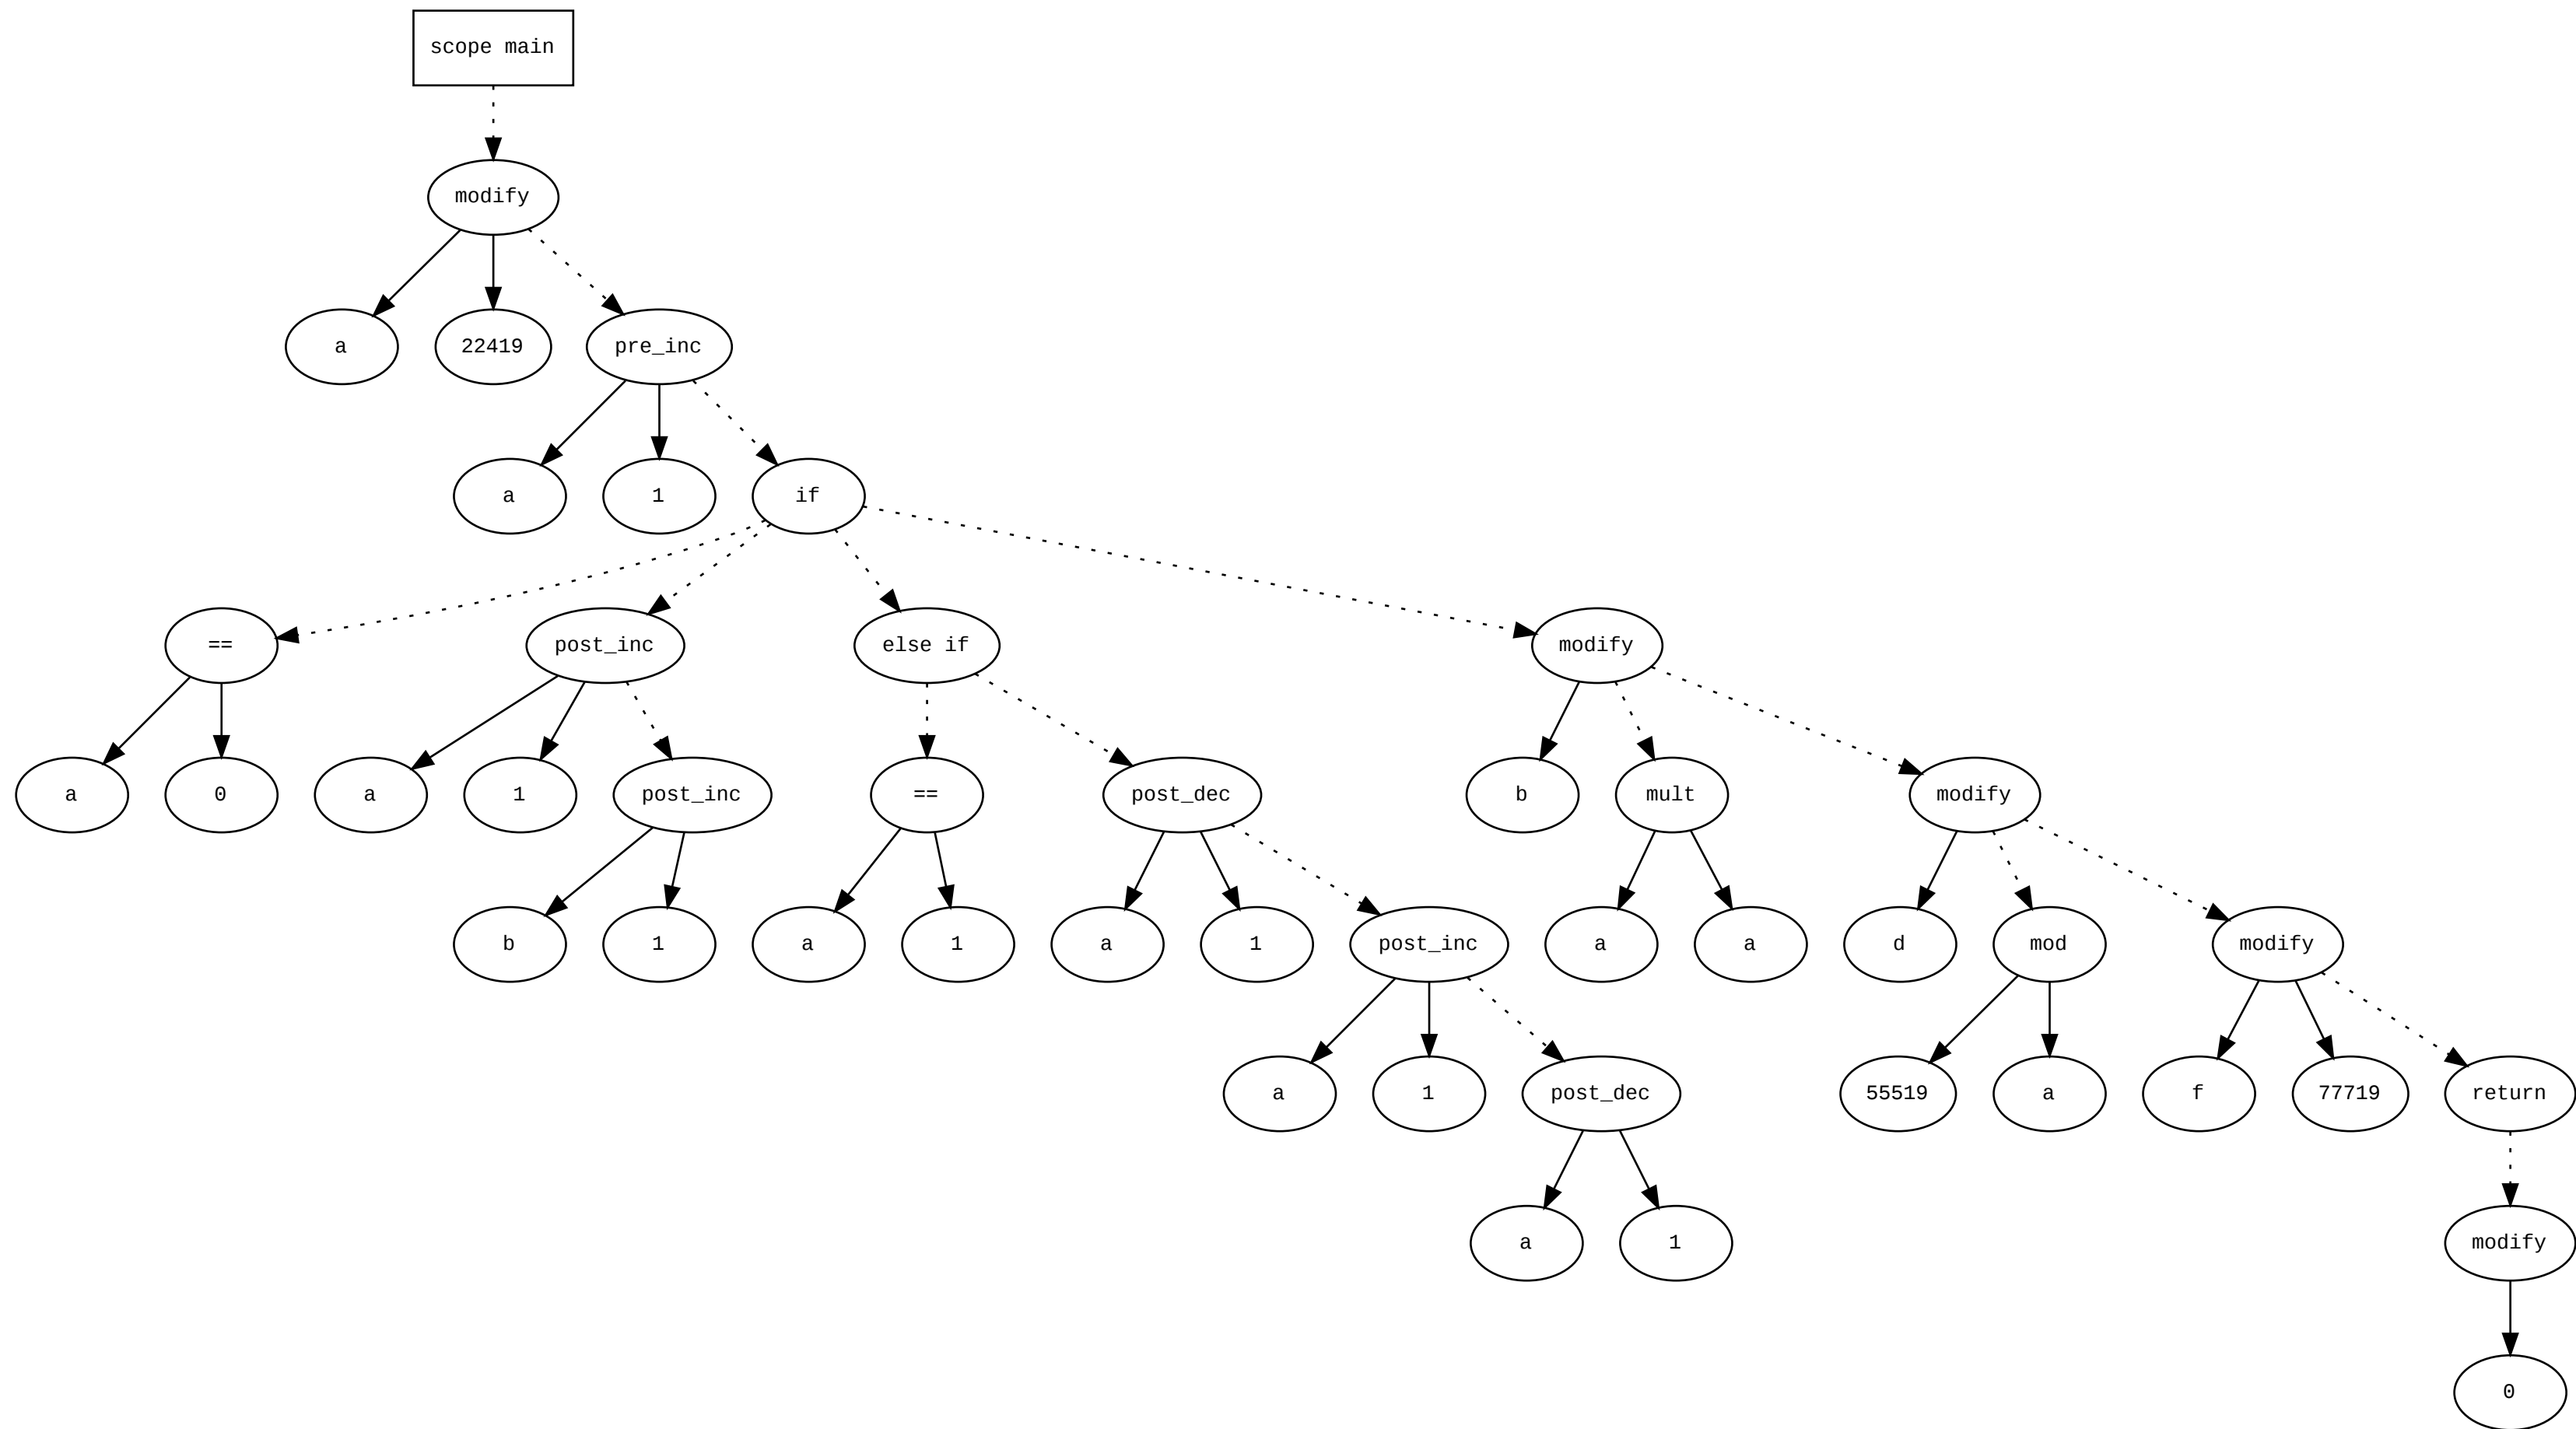 scope main
modify
a 22419 pre_inc
a 1 if
== post_inc else if modify
a 0 a 1 post_inc == post_dec b mult modify
b 1 a 1 a 1 post_inc a a d mod modify
a 1 post_dec 55519 a f 77719 return
a 1 modify
0